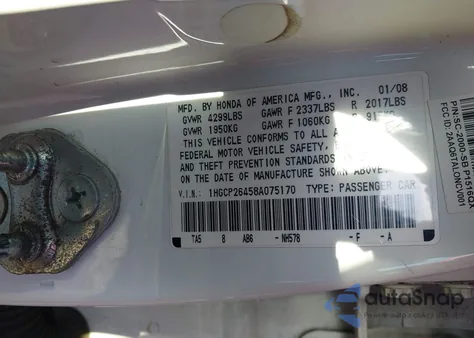 MFD. BY HONDA OF AMERICA MFG., INC. 01/08
GVWR 4299LBS GAWR F 2337LBS R 2017LBS
GVWR 1950KG GAWR F 1060KG R 91
THIS VEHICLE CONFORMS TO ALL A
FEDERAL MOTOR VEHICLE SAFETY,
AND THEFT PREVENTION STANDARDS
ON THE DATE OF MANUFACTURE SHOWN ABOVE.
V.I.N.: 1HGCP26458A075170 TYPE: PASSENGER CAR
TA5 8 AB6 -NH578 -F -A
autoSnap